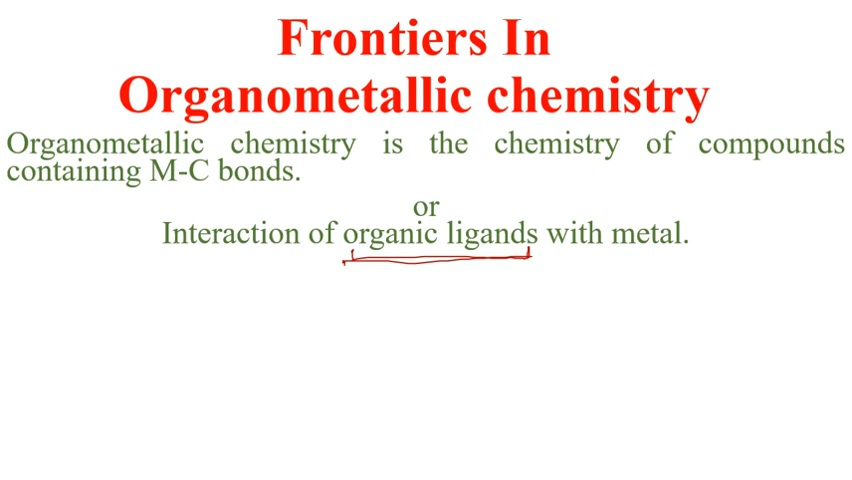 Frontiers In
Organometallic chemistry
Organometallic chemistry is the chemistry of compounds
containing M-C bonds.
or
Interaction of organic ligands with metal.